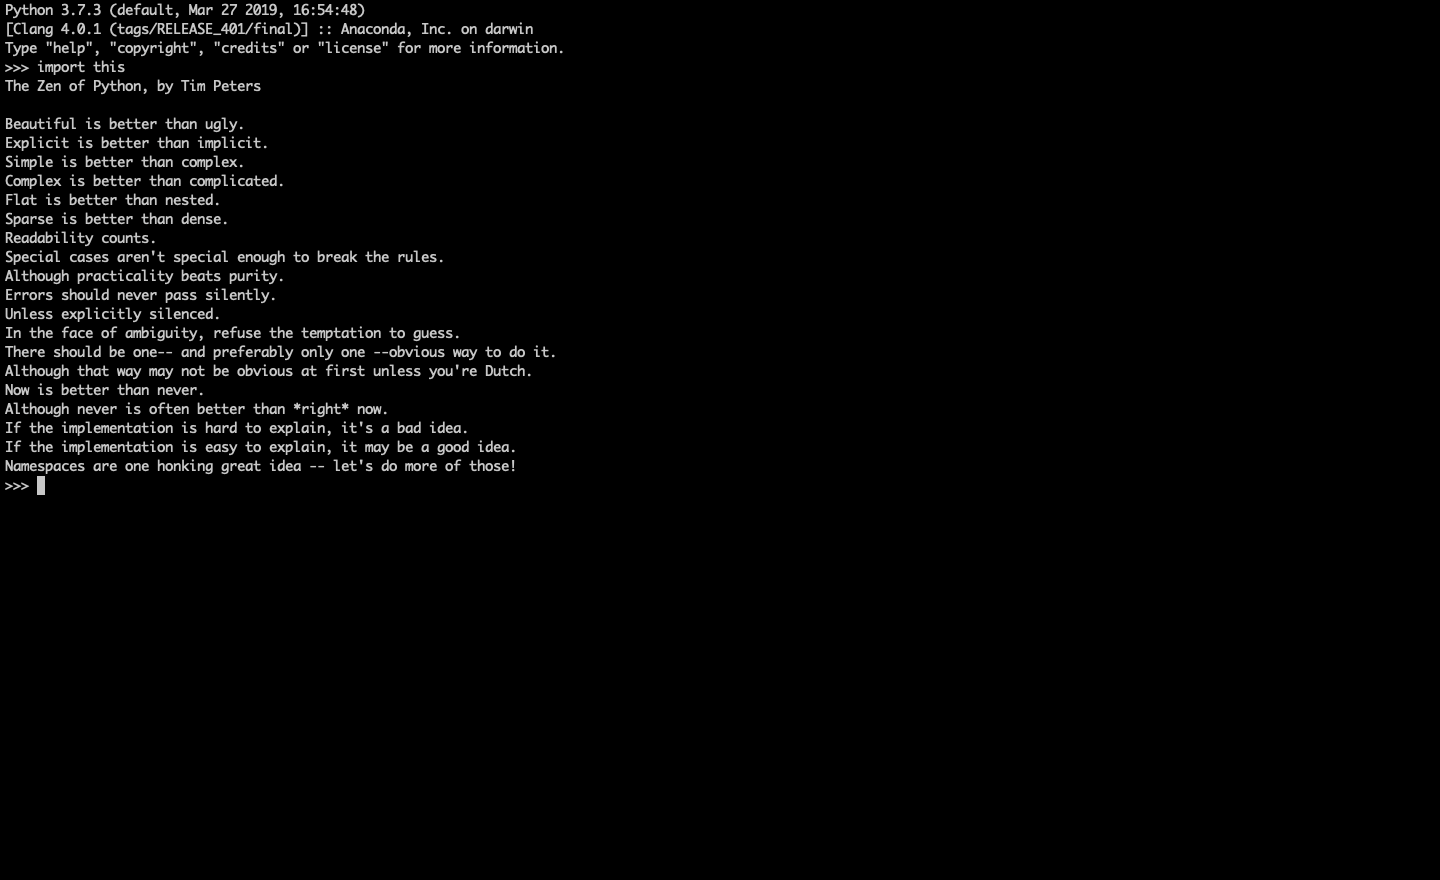 Python 3.7.3 (default, Mar 27 2019, 16:54:48)
[Clang 4.0.1 (tags/RELEASE_401/final)] :: Anaconda, Inc. on darwin
Type "help", "copyright", "credits" or "license" for more information.
>>> import this
The Zen of Python, by Tim Peters

Beautiful is better than ugly.
Explicit is better than implicit.
Simple is better than complex.
Complex is better than complicated.
Flat is better than nested.
Sparse is better than dense.
Readability counts.
Special cases aren't special enough to break the rules.
Although practicality beats purity.
Errors should never pass silently.
Unless explicitly silenced.
In the face of ambiguity, refuse the temptation to guess.
There should be one-- and preferably only one --obvious way to do it.
Although that way may not be obvious at first unless you're Dutch.
Now is better than never.
Although never is often better than *right* now.
If the implementation is hard to explain, it's a bad idea.
If the implementation is easy to explain, it may be a good idea.
Namespaces are one honking great idea -- let's do more of those!
>>>